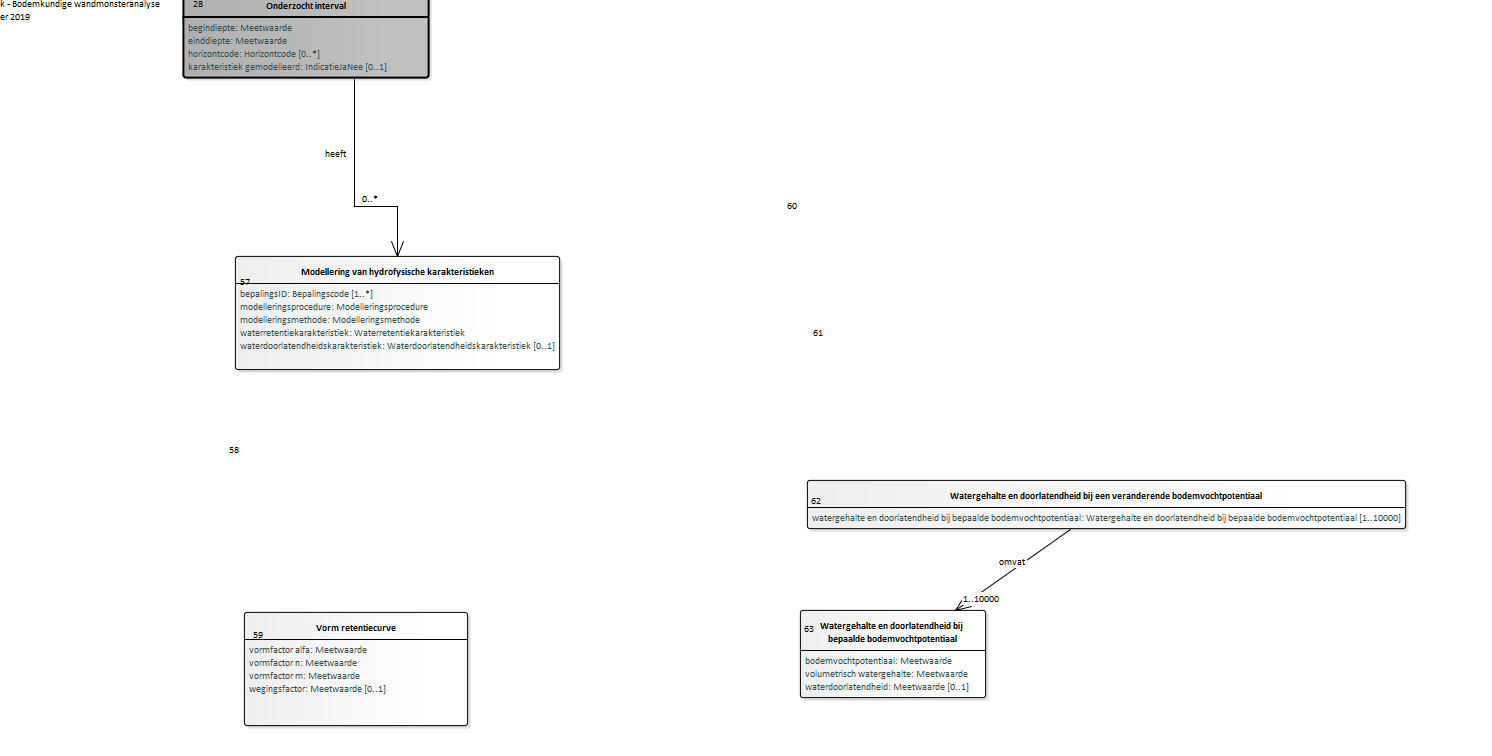 k - Bodemkundige wandmonsteranalyse
er 2019
28
Onderzocht interval
begindiepte: Meetwaarde
einddiepte: Meetwaarde
horizontcode: Horizontcode [0..*]
karakteristiek gemodelleerd: IndicatieJaNee [0..1]
heeft
0..*
60
Modellering van hydrofysische karakteristieken
57
bepalingsID: Bepalingscode [1..*]
modelleringsprocedure: Modelleringsprocedure
modelleringsmethode: Modelleringsmethode
waterretentiekarakteristiek: Waterretentiekarakteristiek
waterdoorlatendheidskarakteristiek: Waterdoorlatendheidskarakteristiek [0..1]
61
58
62
Watergehalte en doorlatendheid bij een veranderende bodemvochtpotentiaal
watergehalte en doorlatendheid bij bepaalde bodemvochtpotentiaal: Watergehalte en doorlatendheid bij bepaalde bodemvochtpotentiaal [1..10000]
omvat
1..10000
59
Vorm retentiecurve
vormfactor alfa: Meetwaarde
vormfactor n: Meetwaarde
vormfactor m: Meetwaarde
wegingsfactor: Meetwaarde [0..1]
63
Watergehalte en doorlatendheid bij
bepaalde bodemvochtpotentiaal
bodemvochtpotentiaal: Meetwaarde
volumetrisch watergehalte: Meetwaarde
waterdoorlatendheid: Meetwaarde [0..1]